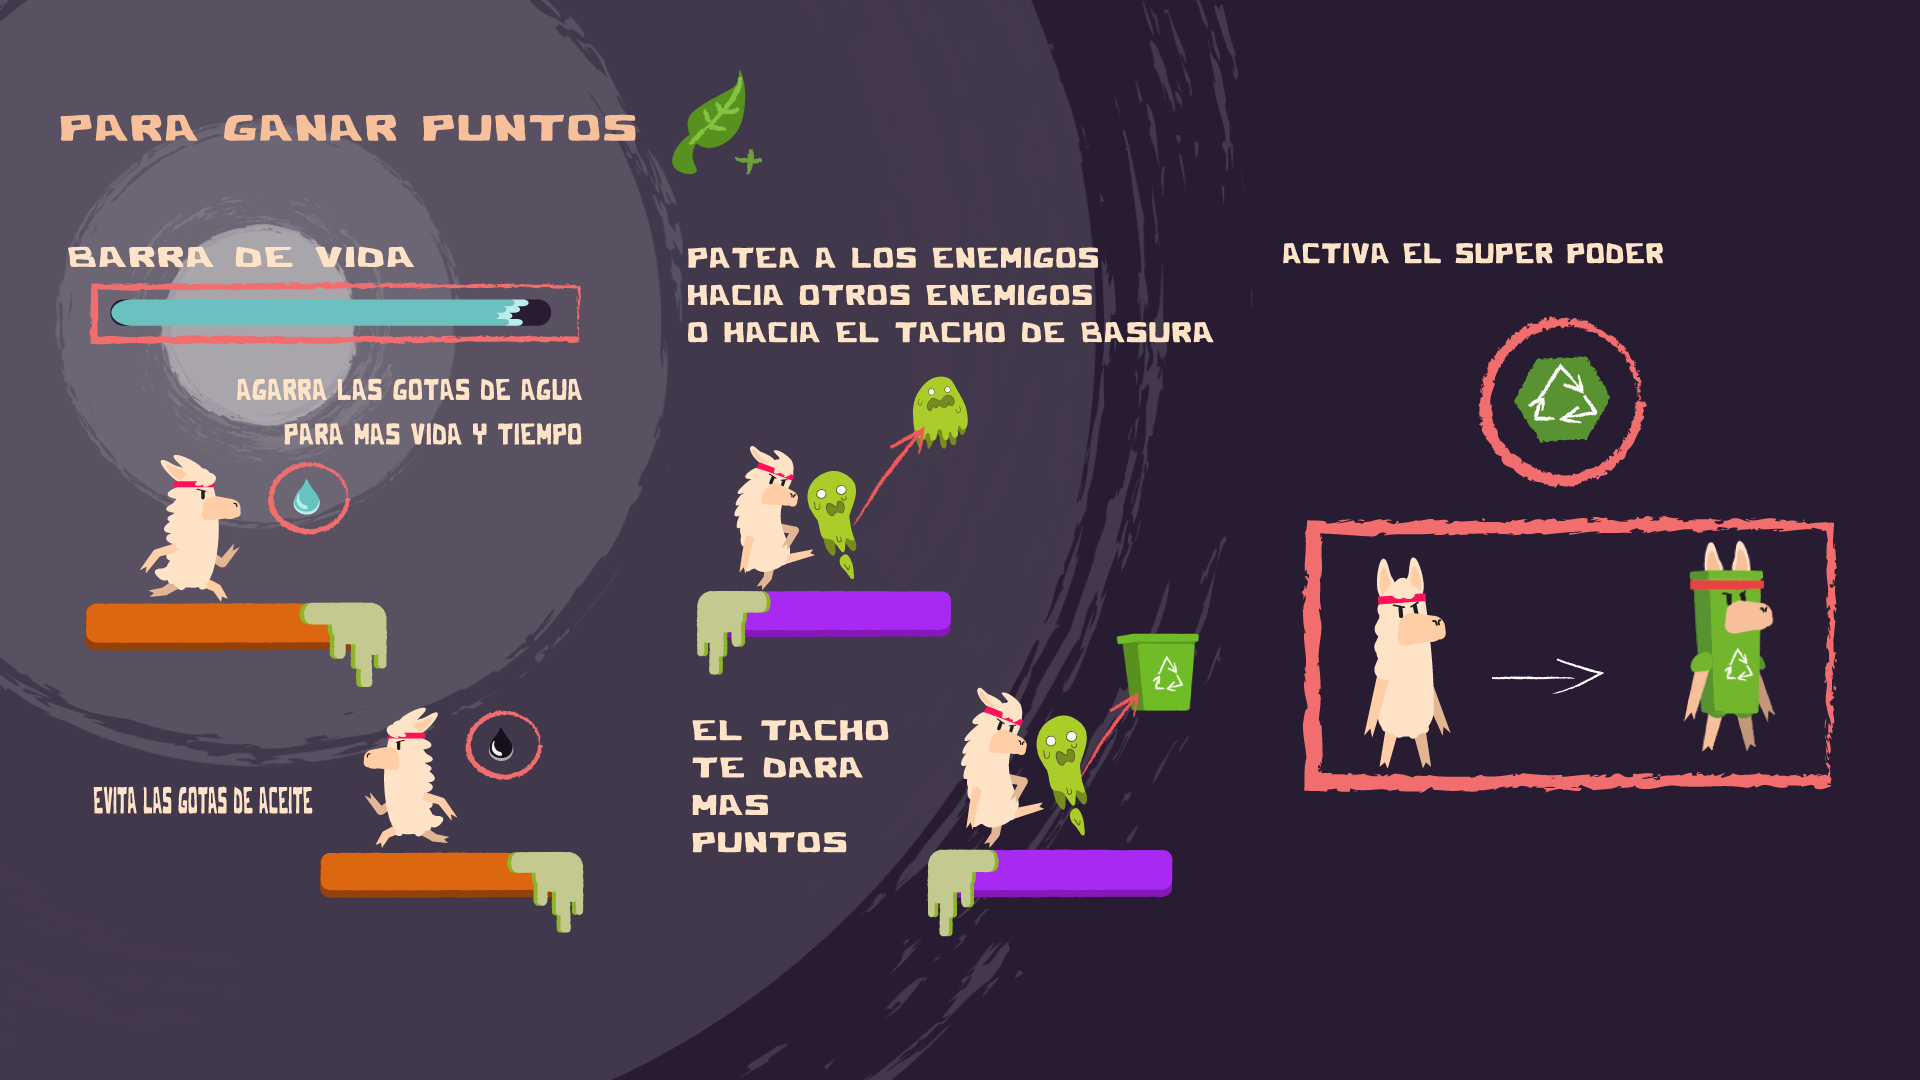 PARA GANAR PUNTOS
BARRA DE VIDA
AGARRA LAS GOTAS DE AGUA
PARA MAS VIDA Y TIEMPO
EVITA LAS GOTAS DE ACEITE
PATEA A LOS ENEMIGOS
HACIA OTROS ENEMIGOS
O HACIA EL TACHO DE BASURA
EL TACHO
TE DARA
MAS
PUNTOS
ACTIVA EL SUPER PODER